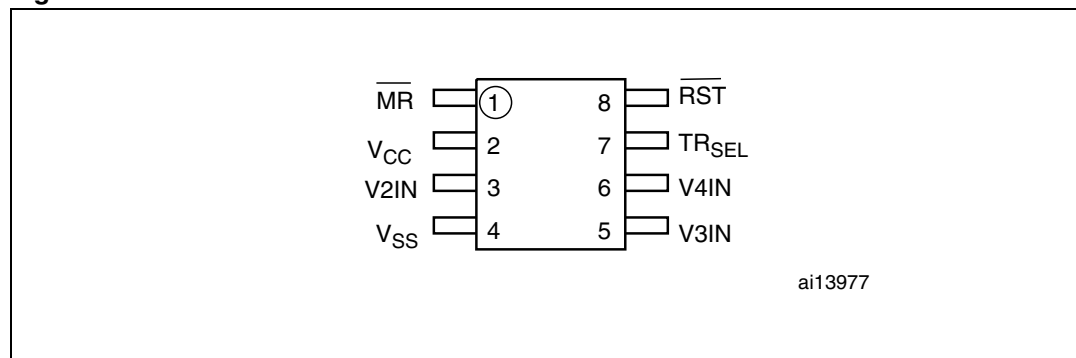 MR 1 8 RST
VCC 2 7 TRSEL
V2IN 3 6 V4IN
VSS 4 5 V3IN
ai13977